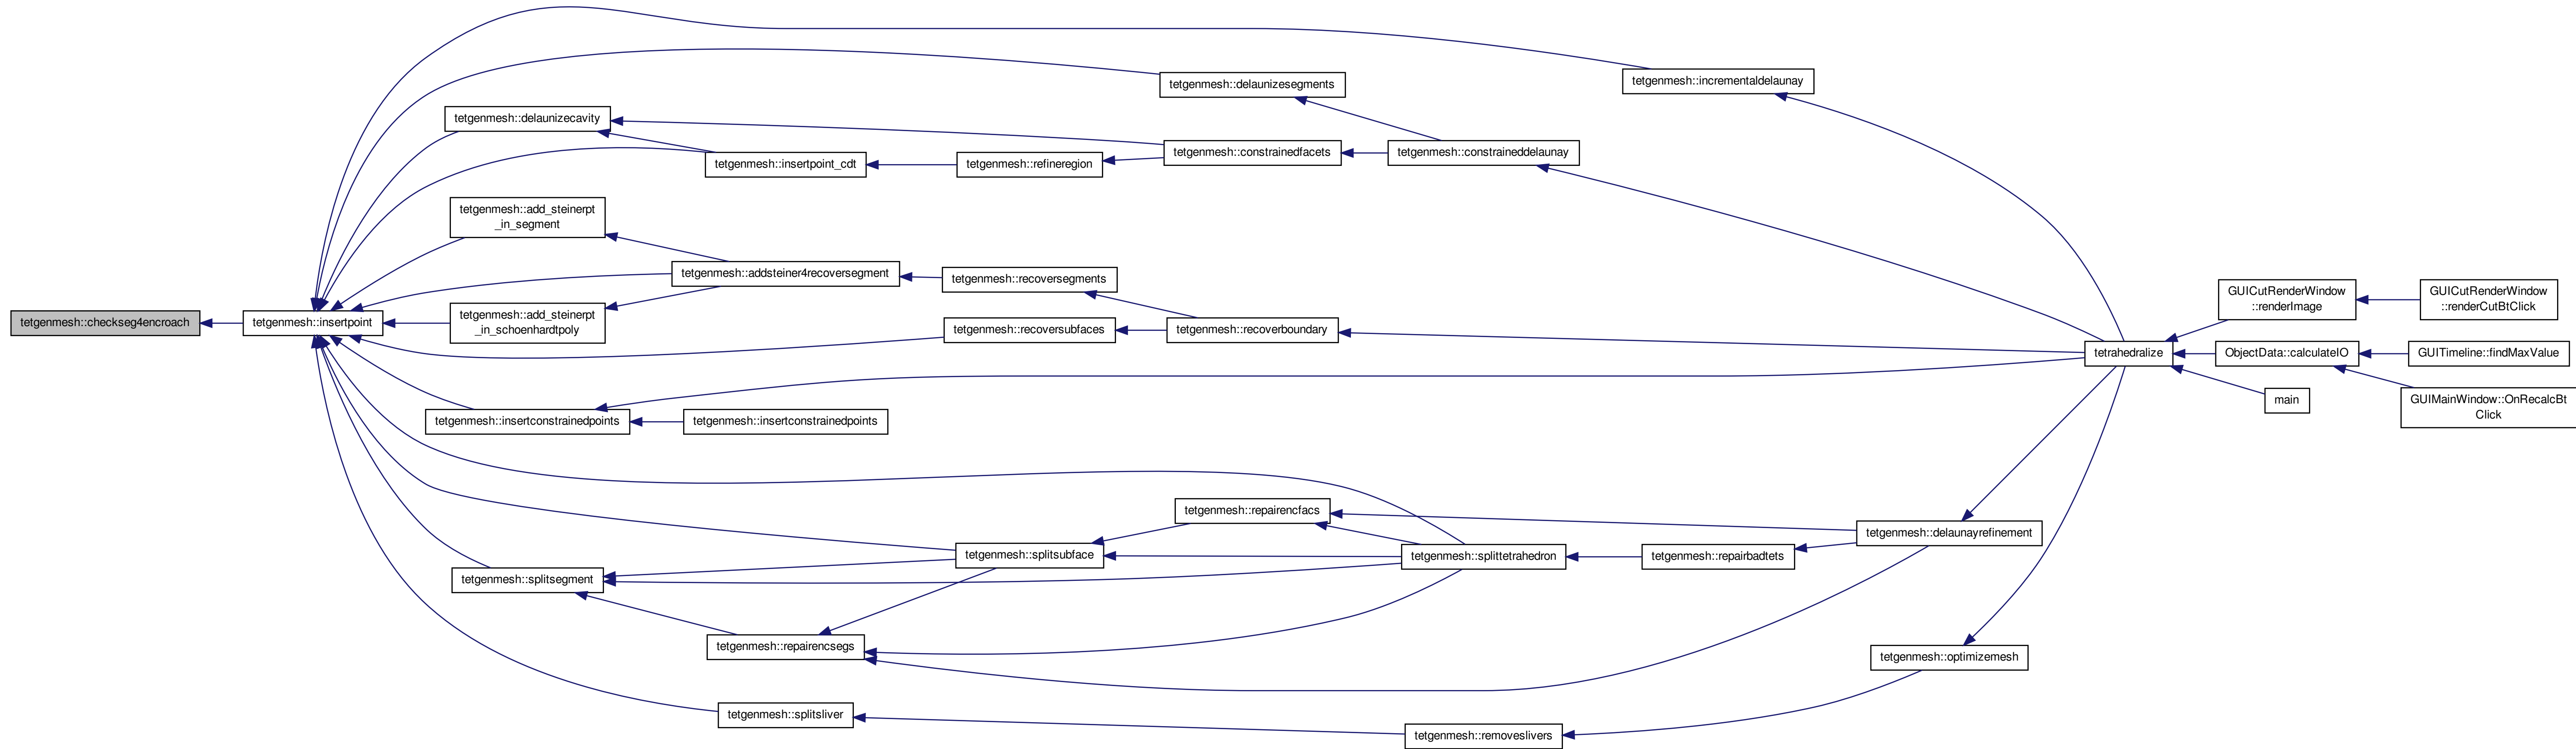 tetgenmesh::checkseg4encroach
tetgenmesh::insertpoint
tetgenmesh::delaunizecavity
tetgenmesh::add_steinerpt
_in_segment
tetgenmesh::add_steinerpt
_in_schoenhardtpoly
tetgenmesh::insertconstrainedpoints
tetgenmesh::splitsegment
tetgenmesh::insertpoint_cdt
tetgenmesh::addsteiner4recoversegment
tetgenmesh::insertconstrainedpoints
tetgenmesh::repairencsegs
tetgenmesh::splitsliver
tetgenmesh::refineregion
tetgenmesh::recoversegments
tetgenmesh::recoversubfaces
tetgenmesh::splitsubface
tetgenmesh::delaunizesegments
tetgenmesh::constrainedfacets
tetgenmesh::recoverboundary
tetgenmesh::repairencfacs
tetgenmesh::constraineddelaunay
tetgenmesh::splittetrahedron
tetgenmesh::removeslivers
tetgenmesh::incrementaldelaunay
tetgenmesh::repairbadtets
tetgenmesh::delaunayrefinement
tetgenmesh::optimizemesh
tetrahedralize
GUICutRenderWindow
::renderImage
ObjectData::calculateIO
main
GUICutRenderWindow
::renderCutBtClick
GUITimeline::findMaxValue
GUIMainWindow::OnRecalcBt
Click